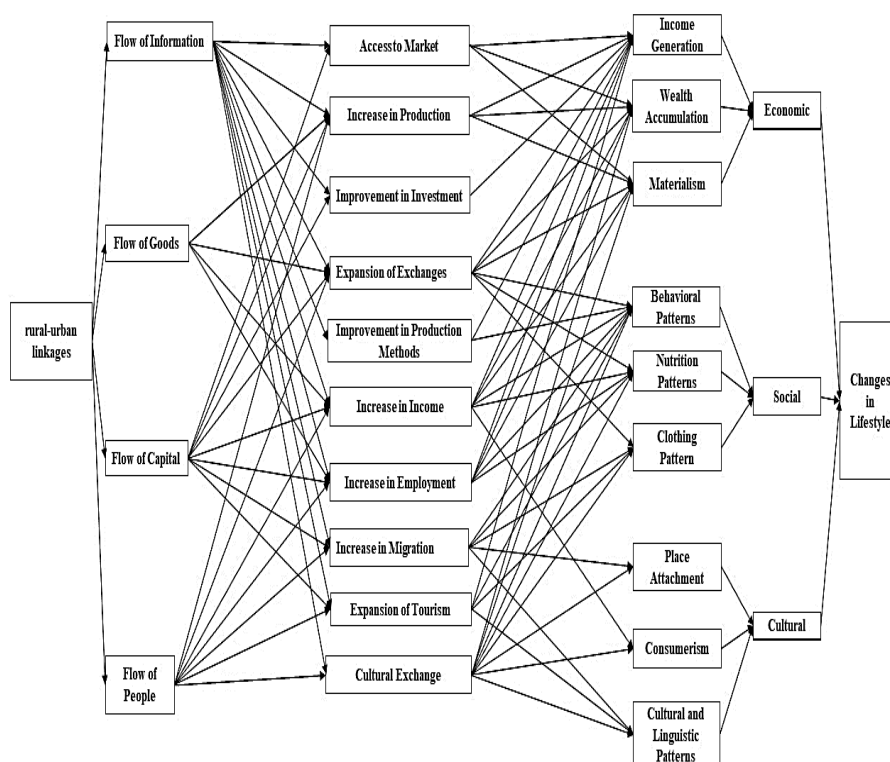 rural-urban
linkages
Flow of Information
Flow of Goods
Flow of Capital
Flow of
People
Accessto Market
Increase in Production
Improvement in Investment
Expansion of Exchanges
Improvement in Production
Methods
Increase in Income
Increase in Employment
Increase in Migration
Expansion of Tourism
Cultural Exchange
Income
Generation
Wealth
Accumulation
Materialism
Behavioral
Patterns
Nutrition
Patterns
Clothing
Pattern
Place
Attachment
Consumerism
Cultural and
Linguistic
Patterns
Economic
Social
Cultural
Changes
in
Lifestyle